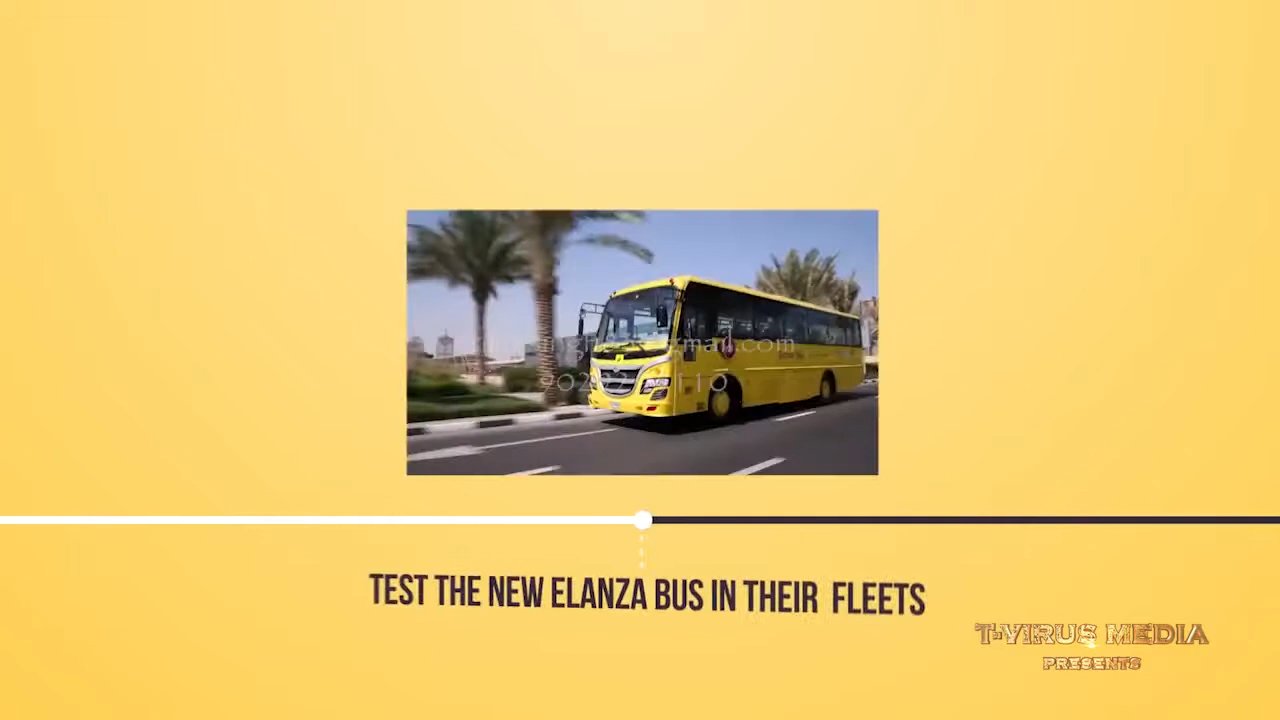 TEST THE NEW ELANZA BUS IN THEIR FLEETS
T-VIRUS MEDIA
PRESENTS